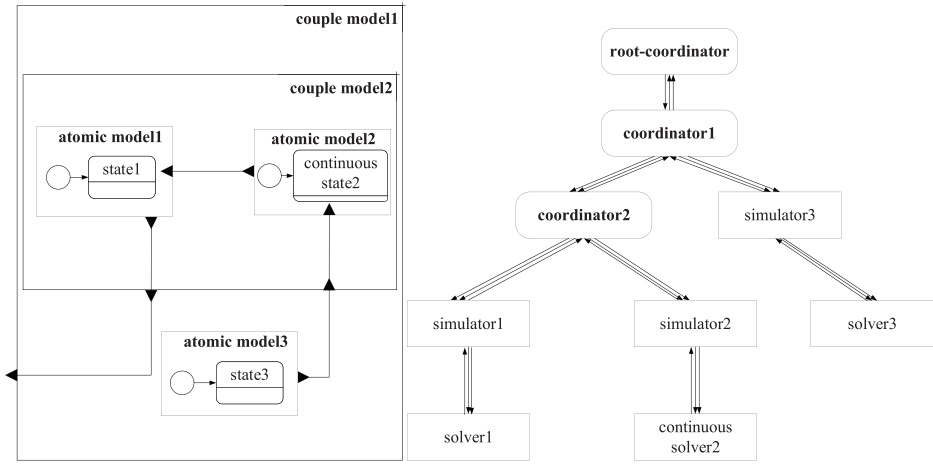 couple model1
couple model2
atomic model1
state1
atomic model2
continuous
state2
atomic model3
state3
root-coordinator
coordinator1
coordinator2
simulator3
simulator1
simulator2
solver3
solver1
continuous
solver2